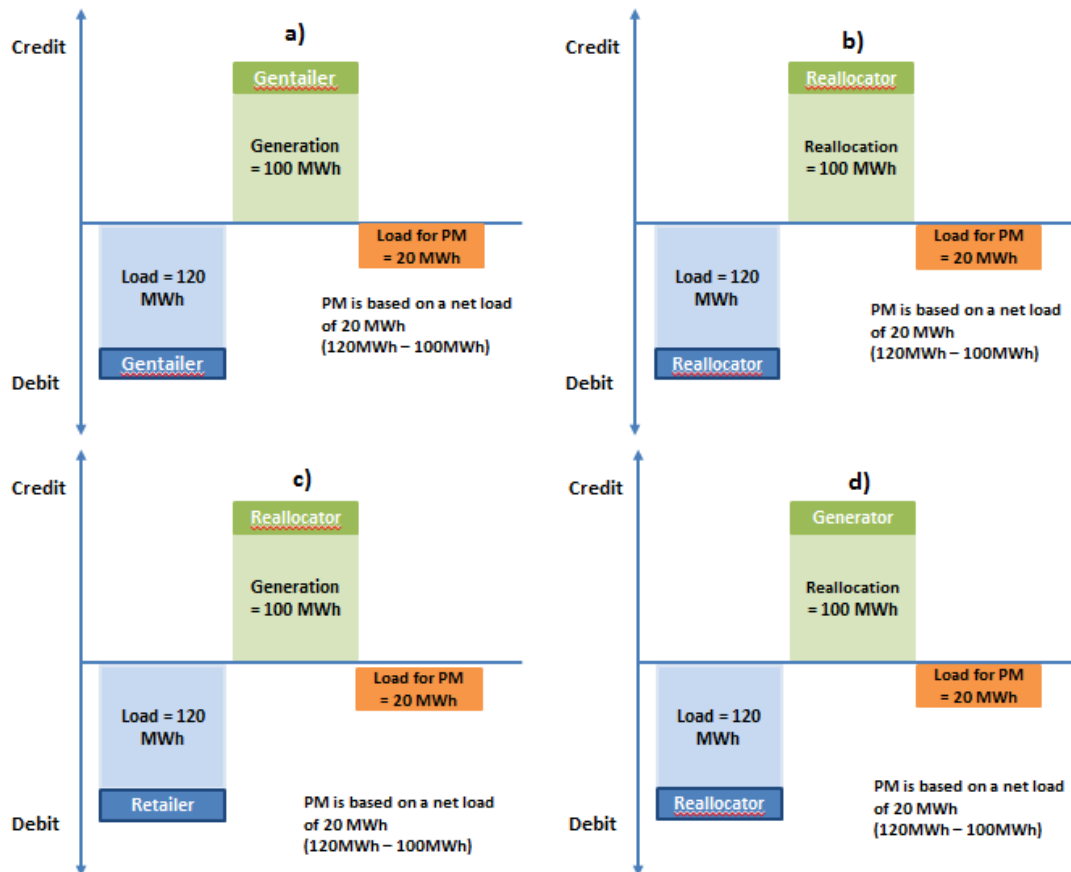 a)
Credit
Gentailer
Generation
= 100 MWh
Load for PM
= 20 MWh
Load = 120
MWh
PM is based on a net load
of 20 MWh
(120MWh – 100MWh)
Gentailer
Debit
b)
Credit
Reallocator
Reallocation
= 100 MWh
Load for PM
= 20 MWh
Load = 120
MWh
PM is based on a net load
of 20 MWh
(120MWh – 100MWh)
Reallocator
Debit
c)
Credit
Reallocator
Generation
= 100 MWh
Load for PM
= 20 MWh
Load = 120
MWh
Retailer
PM is based on a net load
of 20 MWh
(120MWh – 100MWh)
Debit
d)
Credit
Generator
Reallocation
= 100 MWh
Load for PM
= 20 MWh
Load = 120
MWh
Reallocator
PM is based on a net load
of 20 MWh
(120MWh – 100MWh)
Debit